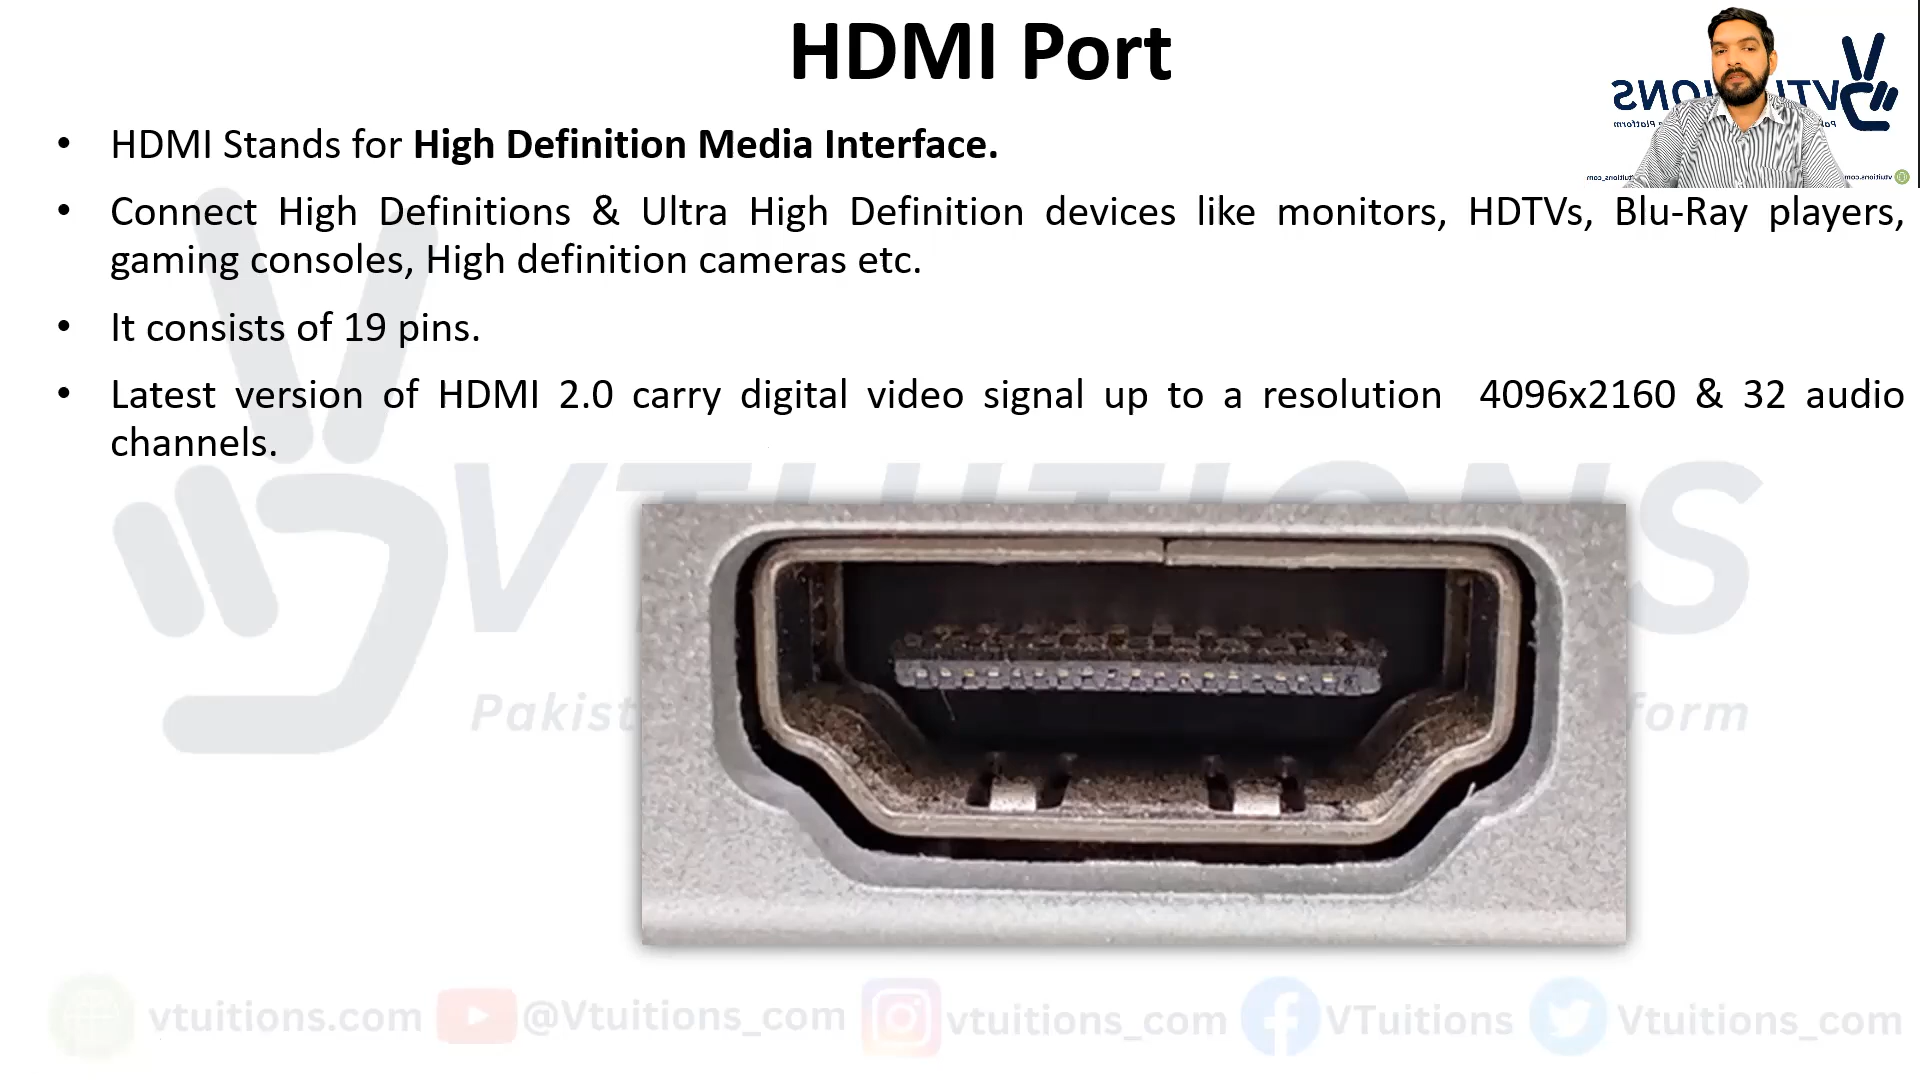 HDMI Port
• HDMI Stands for High Definition Media Interface.
• Connect High Definitions & Ultra High Definition devices like monitors, HDTVs, Blu-Ray players,
gaming consoles, High definition cameras etc.
• It consists of 19 pins.
• Latest version of HDMI 2.0 carry digital video signal up to a resolution 4096x2160 & 32 audio
channels.
VTUITIONS
vtuitions.com @Vtuitions_com vtuitions_com VTuitions Vtuitions_com